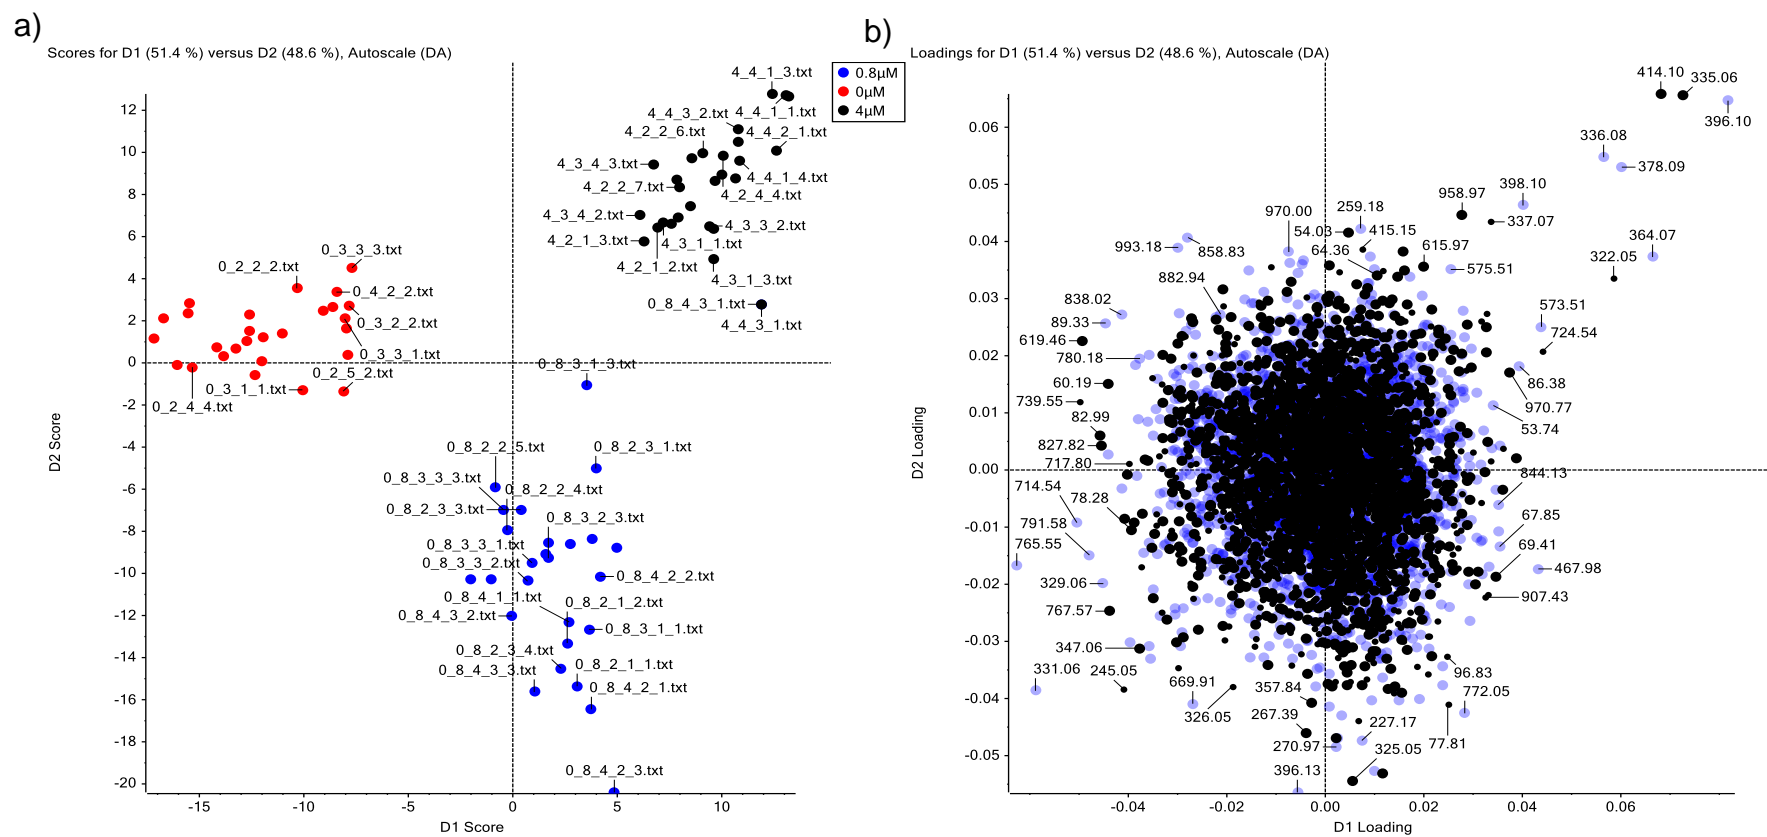 a)
Scores for D1 (51.4 %) versus D2 (48.6 %), Autoscale (DA)
0.8µM
0µM
4µM
D2 Score
12
10
8
6
4
2
0
-2
-4
-6
-8
-10
-12
-14
-16
-18
-20
-15
-10
-5
0
5
10
D1 Score
4_4_1_3.txt
4_4_3_2.txt
4_4_1_1.txt
4_2_2_6.txt
4_4_2_1.txt
4_3_4_3.txt
4_4_1_4.txt
4_2_2_7.txt
4_2_4_4.txt
4_3_4_2.txt
4_3_3_2.txt
4_2_1_3.txt
4_3_1_1.txt
4_2_1_2.txt
4_3_1_3.txt
0_8_4_3_1.txt
4_4_3_1.txt
0_3_3_3.txt
0_2_2_2.txt
0_4_2_2.txt
0_3_2_2.txt
0_3_3_1.txt
0_2_5_2.txt
0_3_1_1.txt
0_2_4_4.txt
0_8_3_1_3.txt
0_8_2_2_5.txt
0_8_2_3_1.txt
0_8_3_3_3.txt
0_8_2_2_4.txt
0_8_2_3_3.txt
0_8_3_2_3.txt
0_8_3_3_1.txt
0_8_3_3_2.txt
0_8_4_2_2.txt
0_8_4_1_1.txt
0_8_2_1_2.txt
0_8_4_3_2.txt
0_8_3_1_1.txt
0_8_2_3_4.txt
0_8_2_1_1.txt
0_8_4_3_3.txt
0_8_4_2_1.txt
0_8_4_2_3.txt
b)
Loadings for D1 (51.4 %) versus D2 (48.6 %), Autoscale (DA)
D2 Loading
0.06
0.05
0.04
0.03
0.02
0.01
0.00
-0.01
-0.02
-0.03
-0.04
-0.05
-0.04
-0.02
0.00
0.02
0.04
0.06
D1 Loading
414.10
335.06
396.10
336.08
378.09
398.10
958.97
337.07
364.07
322.05
970.00
259.18
54.03
415.15
993.18
858.83
64.36
615.97
575.51
882.94
838.02
89.33
573.51
619.46
724.54
780.18
60.19
86.38
739.55
970.77
82.99
53.74
827.82
717.80
844.13
714.54
78.28
67.85
791.58
69.41
765.55
467.98
329.06
907.43
767.57
347.06
96.83
331.06
245.05
669.91
772.05
357.84
326.05
267.39
227.17
77.81
270.97
325.05
396.13